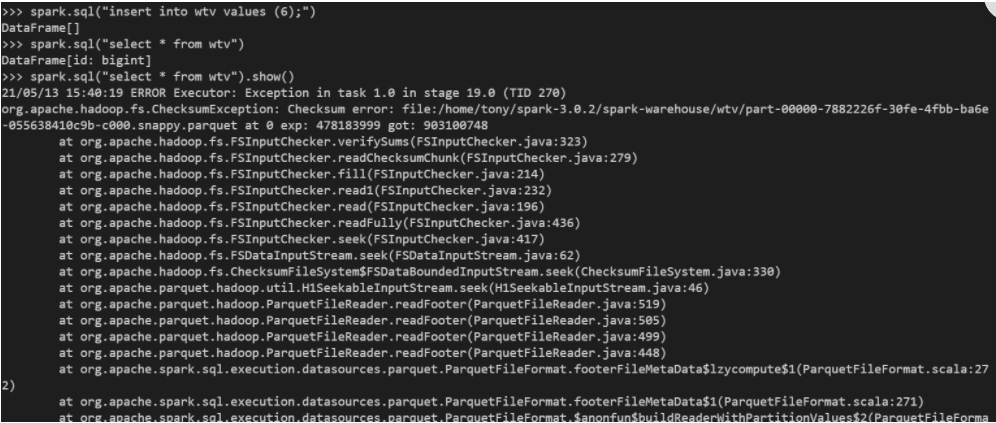 >>> spark.sql("insert into wtv values (6);")
DataFrame[]
>>> spark.sql("select * from wtv")
DataFrame[id: bigint]
>>> spark.sql("select * from wtv").show()
21/05/13 15:40:19 ERROR Executor: Exception in task 1.0 in stage 19.0 (TID 270)
org.apache.hadoop.fs.ChecksumException: Checksum error: file:/home/tony/spark-3.0.2/spark-warehouse/wtv/part-00000-7882226f-30fe-4fbb-ba6e
-055638410c9b-c000.snappy.parquet at 0 exp: 478183999 got: 903100748
at org.apache.hadoop.fs.FSInputChecker.verifySums(FSInputChecker.java:323)
at org.apache.hadoop.fs.FSInputChecker.readChecksumChunk(FSInputChecker.java:279)
at org.apache.hadoop.fs.FSInputChecker.fill(FSInputChecker.java:214)
at org.apache.hadoop.fs.FSInputChecker.read1(FSInputChecker.java:232)
at org.apache.hadoop.fs.FSInputChecker.read(FSInputChecker.java:196)
at org.apache.hadoop.fs.FSInputChecker.readFully(FSInputChecker.java:436)
at org.apache.hadoop.fs.FSInputChecker.seek(FSInputChecker.java:417)
at org.apache.hadoop.fs.FSDataInputStream.seek(FSDataInputStream.java:62)
at org.apache.hadoop.fs.ChecksumFileSystem$FSDataBoundedInputStream.seek(ChecksumFileSystem.java:330)
at org.apache.parquet.hadoop.util.H1SeekableInputStream.seek(H1SeekableInputStream.java:46)
at org.apache.parquet.hadoop.ParquetFileReader.readFooter(ParquetFileReader.java:519)
at org.apache.parquet.hadoop.ParquetFileReader.readFooter(ParquetFileReader.java:505)
at org.apache.parquet.hadoop.ParquetFileReader.readFooter(ParquetFileReader.java:499)
at org.apache.parquet.hadoop.ParquetFileReader.readFooter(ParquetFileReader.java:448)
at org.apache.spark.sql.execution.datasources.parquet.ParquetFileFormat.footerFileMetaData$lzycompute$1(ParquetFileFormat.scala:27
2)
at org.apache.spark.sql.execution.datasources.parquet.ParquetFileFormat.footerFileMetaData$1(ParquetFileFormat.scala:271)
at org.apache.spark.sql.execution.datasources.parquet.ParquetFileFormat.$anonfun$buildReaderWithPartitionValues$2(ParquetFileForma